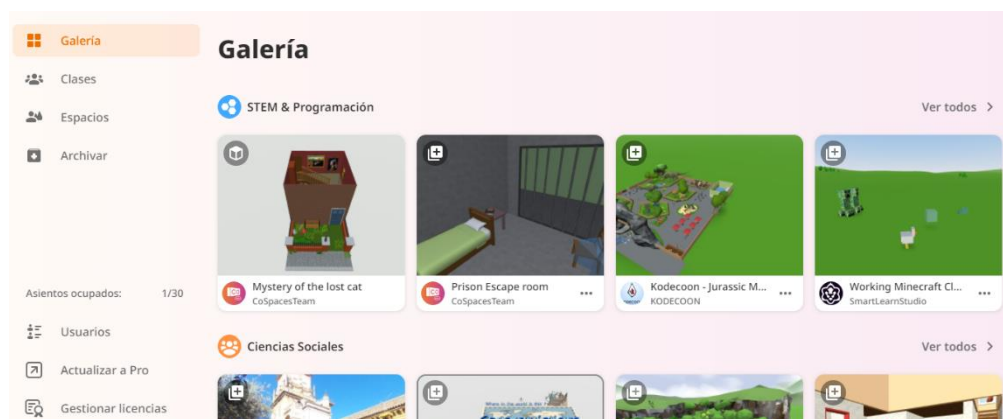 Galería
Clases
Espacios
Archivar
Asientos ocupados: 1/30
Usuarios
Actualizar a Pro
Gestionar licencias
Galería
STEM & Programación
Ver todos
Mystery of the lost cat
CoSpacesTeam
Prison Escape room
CoSpacesTeam
Kodecoon - Jurassic M...
KODECOON
Working Minecraft Cl...
SmartLearnStudio
Ciencias Sociales
Ver todos